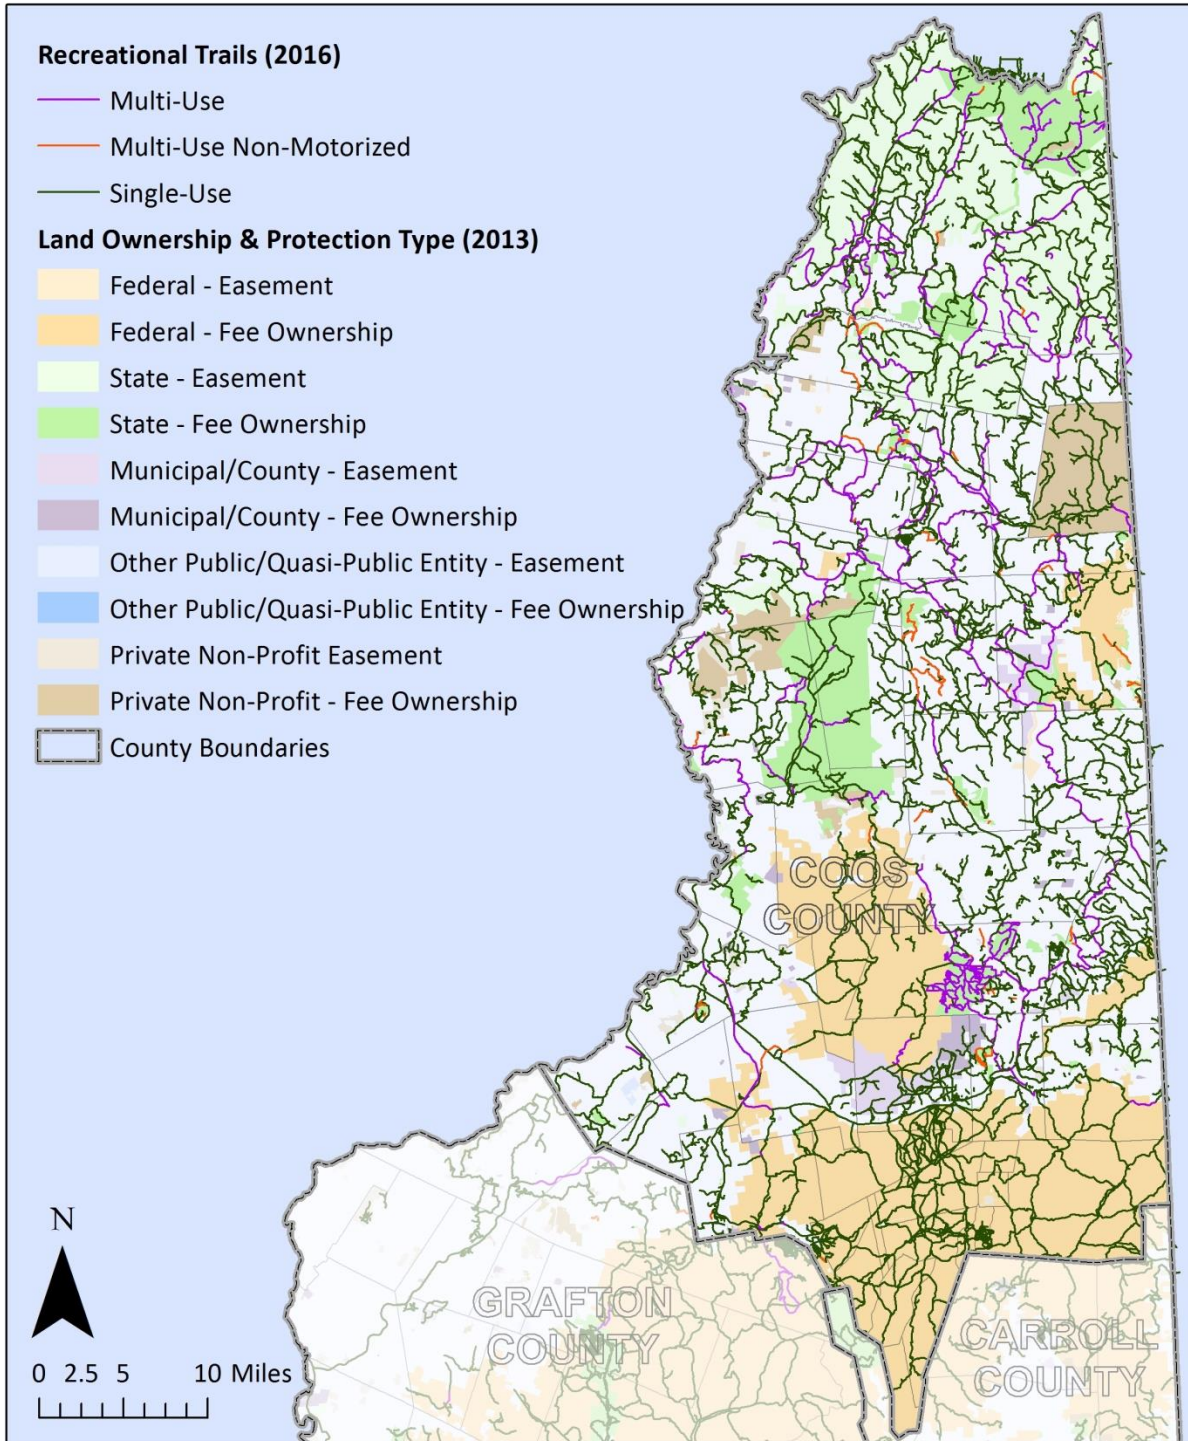 Recreational Trails (2016)
Multi-Use
Multi-Use Non-Motorized
Single-Use
Land Ownership & Protection Type (2013)
Federal - Easement
Federal - Fee Ownership
State - Easement
State - Fee Ownership
Municipal/County - Easement
Municipal/County - Fee Ownership
Other Public/Quasi-Public Entity - Easement
Other Public/Quasi-Public Entity - Fee Ownership
Private Non-Profit Easement
Private Non-Profit - Fee Ownership
County Boundaries
COOS
COUNTY
GRAFTON
COUNTY
CARROLL
COUNTY
N
0 2.5 5 10 Miles